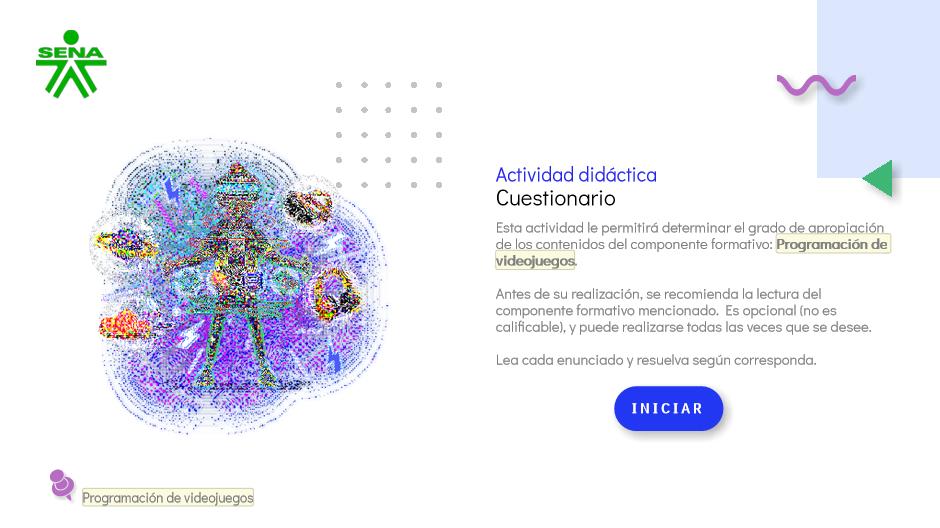 SENA
Actividad didáctica
Cuestionario
Esta actividad le permitirá determinar el grado de apropiación
de los contenidos del componente formativo: Programación de
videojuegos.
Antes de su realización, se recomienda la lectura del
componente formativo mencionado. Es opcional (no es
calificable), y puede realizarse todas las veces que se desee.
Lea cada enunciado y resuelva según corresponda.
INICIAR
Programación de videojuegos